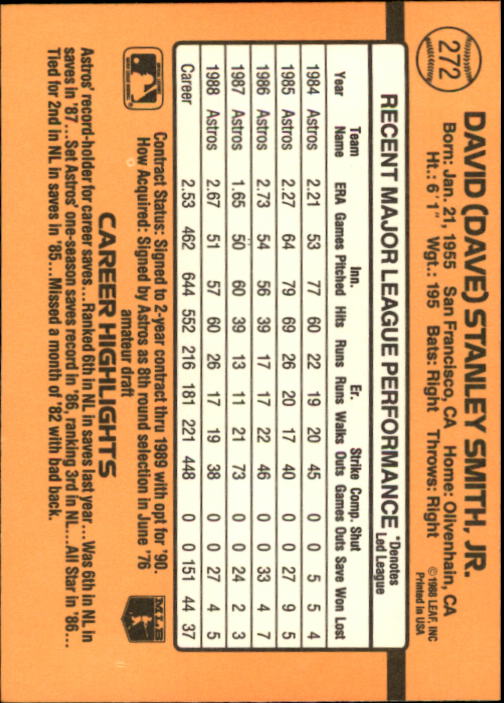 272
DAVID (DAVE) STANLEY SMITH, JR.
Born: Jan. 21, 1955 San Francisco, CA Home: Olivenhain, CA
Ht.: 6'1" Wgt.: 195 Bats: Right Throws: Right
©1988 LEAF, INC
Printed in USA
RECENT MAJOR LEAGUE PERFORMANCE *Denotes Led League
Year Team Name ERA Games Inn. Pitched Hits Runs Er. Runs Walks Strike Outs Comp. Games Shut Outs Save Won Lost
1984 Astros 2.21 53 77 60 22 19 20 45 0 0 5 5 4
1985 Astros 2.27 64 79 69 26 20 17 40 0 0 27 9 5
1986 Astros 2.73 54 56 39 17 17 22 46 0 0 33 4 7
1987 Astros 1.65 50 60 39 13 11 21 73 0 0 24 2 3
1988 Astros 2.67 51 57 60 26 17 19 38 0 0 27 4 5
Career 2.53 462 644 552 216 181 221 448 0 0 151 44 37
Contract Status: Signed to 2-year contract thru 1989 with opt for '90.
How Acquired: Signed by Astros as 8th round selection in June '76
amateur draft
MLB
CAREER HIGHLIGHTS
Astros' record-holder for career saves...Ranked 6th in NL in saves last year...Was 6th in NL in
saves in '87...Set Astros' one-season saves record in '86, ranking 3rd in NL...All Star in '86...
Tied for 2nd in NL in saves in '85...Missed a month of '82 with bad back.